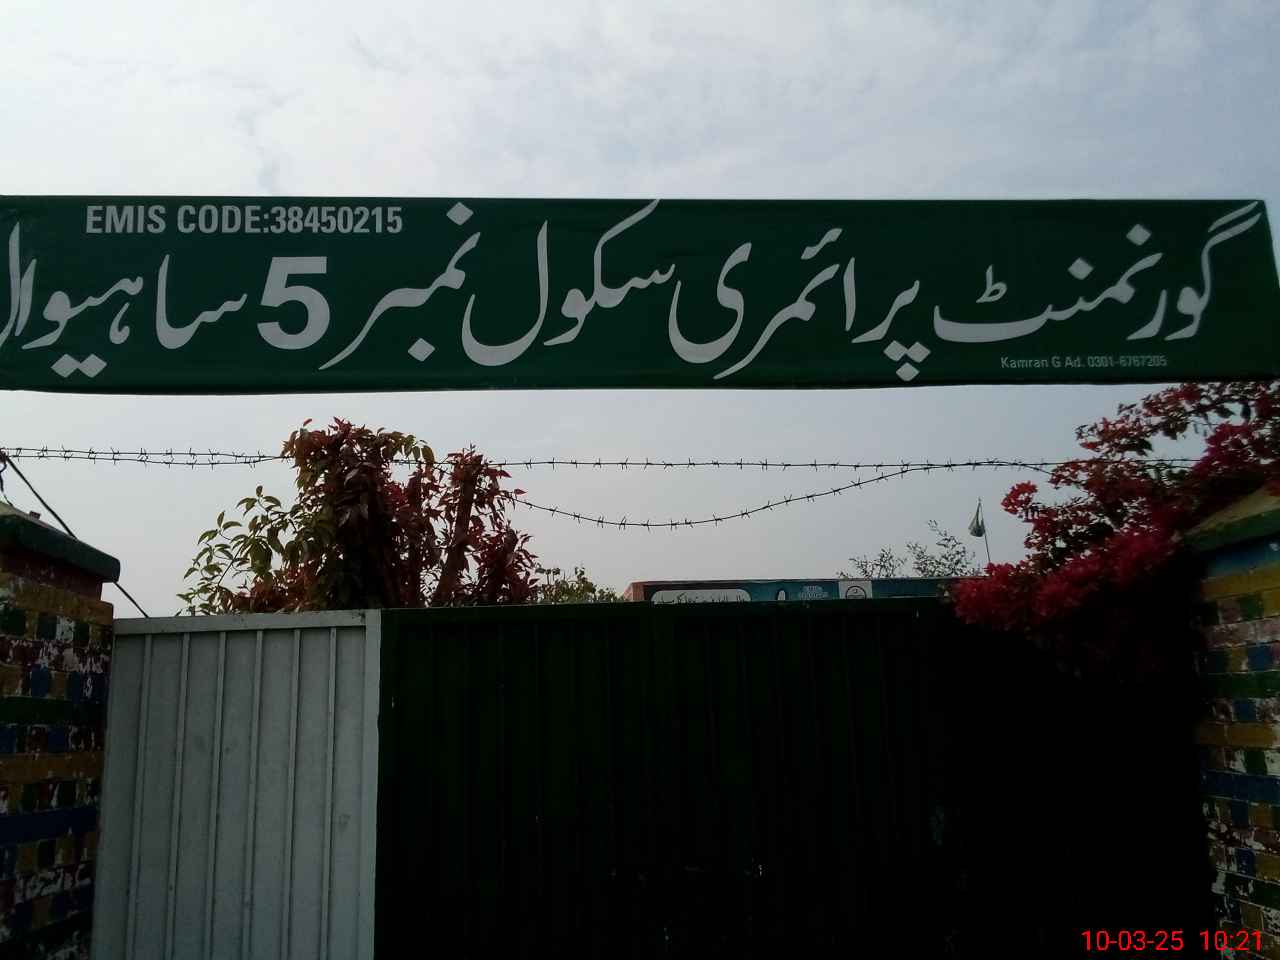 EMIS CODE:38450215
گورنمنٹ پرائمری سکول نمبر 5 ساہیوال
Kamran G Ad. 0301-6767205
10-03-25 10:21